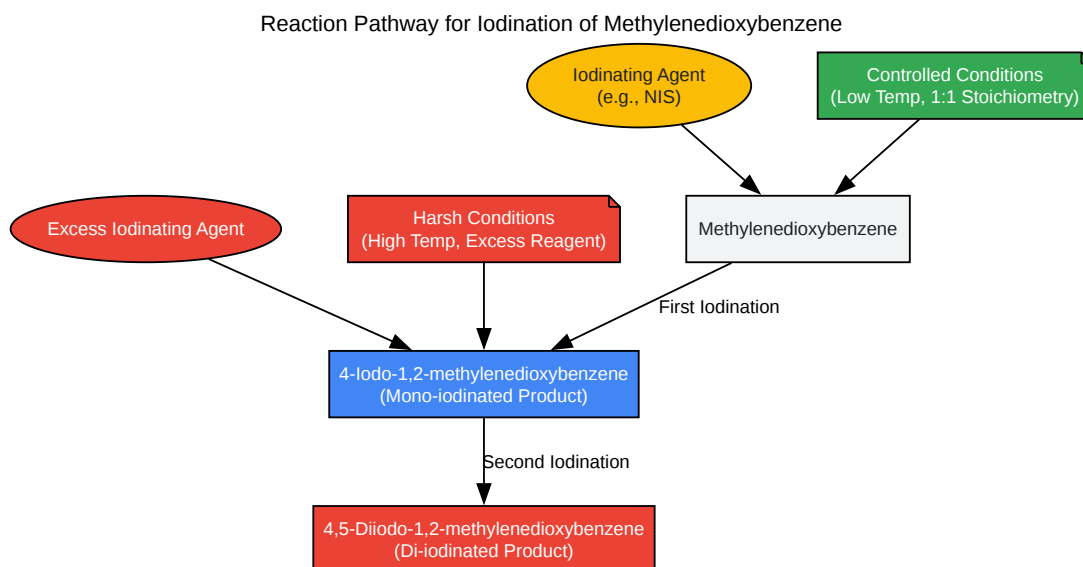 Reaction Pathway for Iodination of Methylenedioxybenzene
Iodinating Agent
(e.g., NIS)
Controlled Conditions
(Low Temp, 1:1 Stoichiometry)
Excess Iodinating Agent
Harsh Conditions
(High Temp, Excess Reagent)
Methylenedioxybenzene
First Iodination
4-Iodo-1,2-methylenedioxybenzene
(Mono-iodinated Product)
Second Iodination
4,5-Diiodo-1,2-methylenedioxybenzene
(Di-iodinated Product)